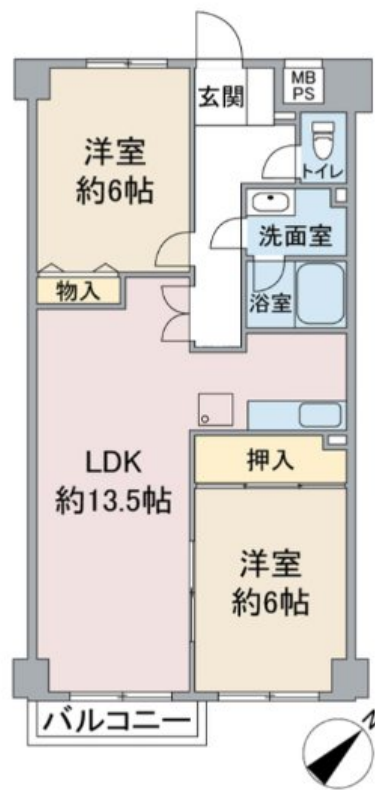 玄関
MB
PS
洋室
約6帖
トイレ
洗面室
物入
浴室
LDK
約13.5帖
押入
洋室
約6帖
バルコニー
N